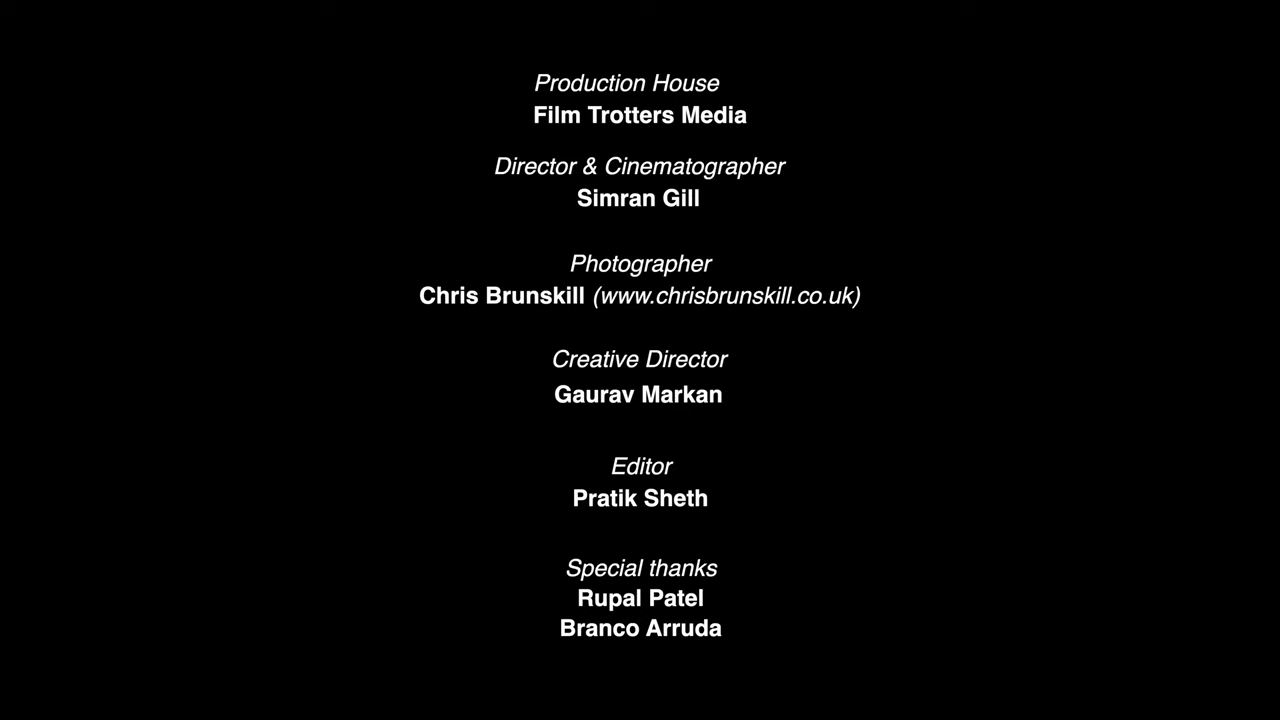 Production House
Film Trotters Media
Director & Cinematographer
Simran Gill
Photographer
Chris Brunskill (www.chrisbrunskill.co.uk)
Creative Director
Gaurav Markan
Editor
Pratik Sheth
Special thanks
Rupal Patel
Branco Arruda